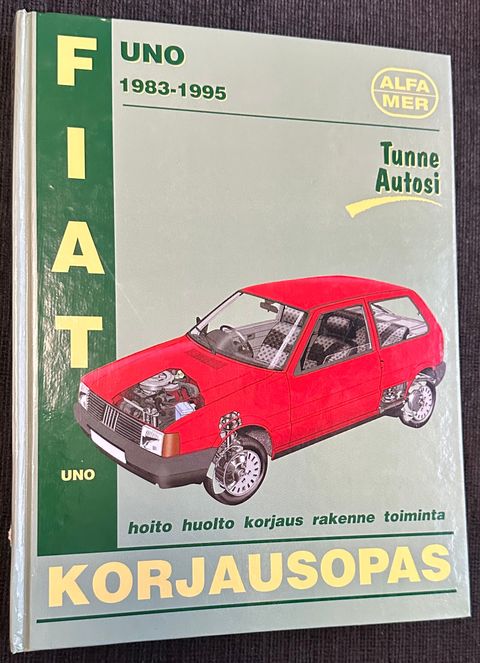 FIAT
UNO
1983-1995
ALFA
MER
Tunne
Autosi
UNO
hoito huolto korjaus rakenne toiminta
KORJAUSOPAS